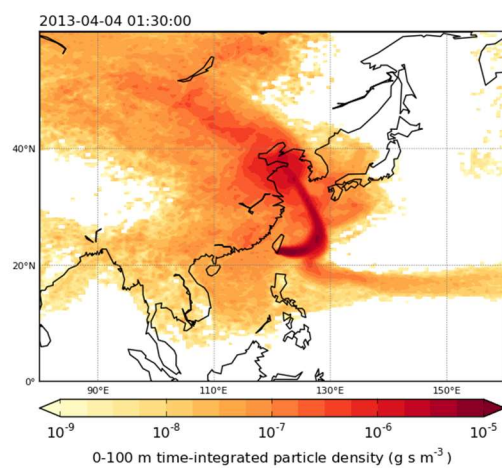 2013-04-04 01:30:00
40°N
20°N
0°
90°E 110°E 130°E 150°E
10⁻⁹ 10⁻⁸ 10⁻⁷ 10⁻⁶ 10⁻⁵
0-100 m time-integrated particle density (g s m⁻³)